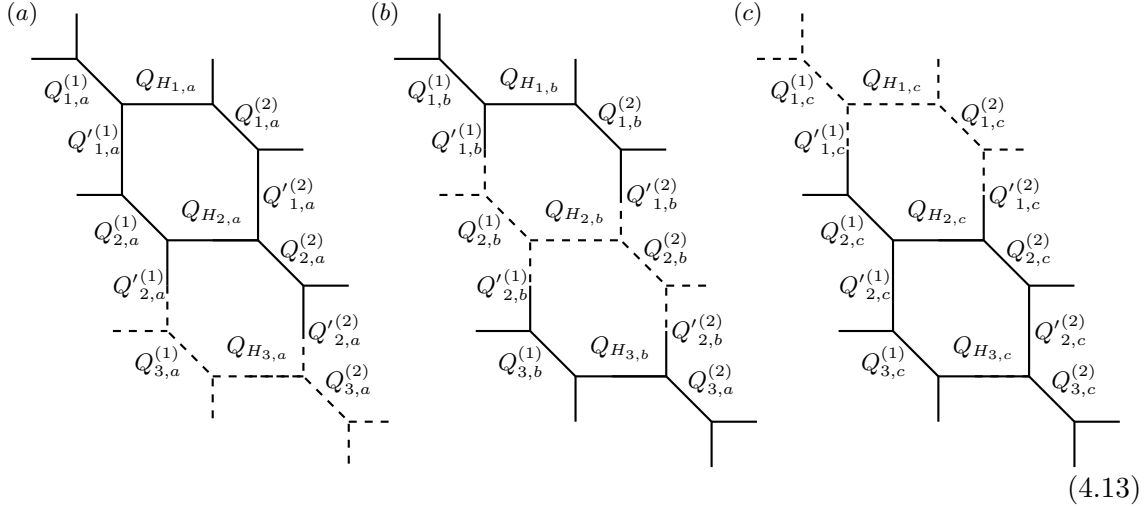 (a) (b) (c)
Q_{H_{1,a}} Q_{H_{1,b}} Q_{H_{1,c}}
Q^{(1)}_{1,a} Q^{(2)}_{1,a} Q^{(1)}_{1,b} Q^{(2)}_{1,b} Q^{(1)}_{1,c} Q^{(2)}_{1,c}
Q'^{(1)}_{1,a} Q'^{(1)}_{1,b} Q'^{(1)}_{1,c}
Q_{H_{2,a}} Q'^{(2)}_{1,a} Q_{H_{2,b}} Q'^{(2)}_{1,b} Q_{H_{2,c}} Q'^{(2)}_{1,c}
Q^{(1)}_{2,a} Q^{(2)}_{2,a} Q^{(1)}_{2,b} Q^{(2)}_{2,b} Q^{(1)}_{2,c} Q^{(2)}_{2,c}
Q'^{(1)}_{2,a} Q'^{(1)}_{2,b} Q'^{(1)}_{2,c}
Q_{H_{3,a}} Q'^{(2)}_{2,a} Q_{H_{3,b}} Q'^{(2)}_{2,b} Q_{H_{3,c}} Q'^{(2)}_{2,c}
Q^{(1)}_{3,a} Q^{(2)}_{3,a} Q^{(1)}_{3,b} Q^{(2)}_{3,a} Q^{(1)}_{3,c} Q^{(2)}_{3,c}
(4.13)